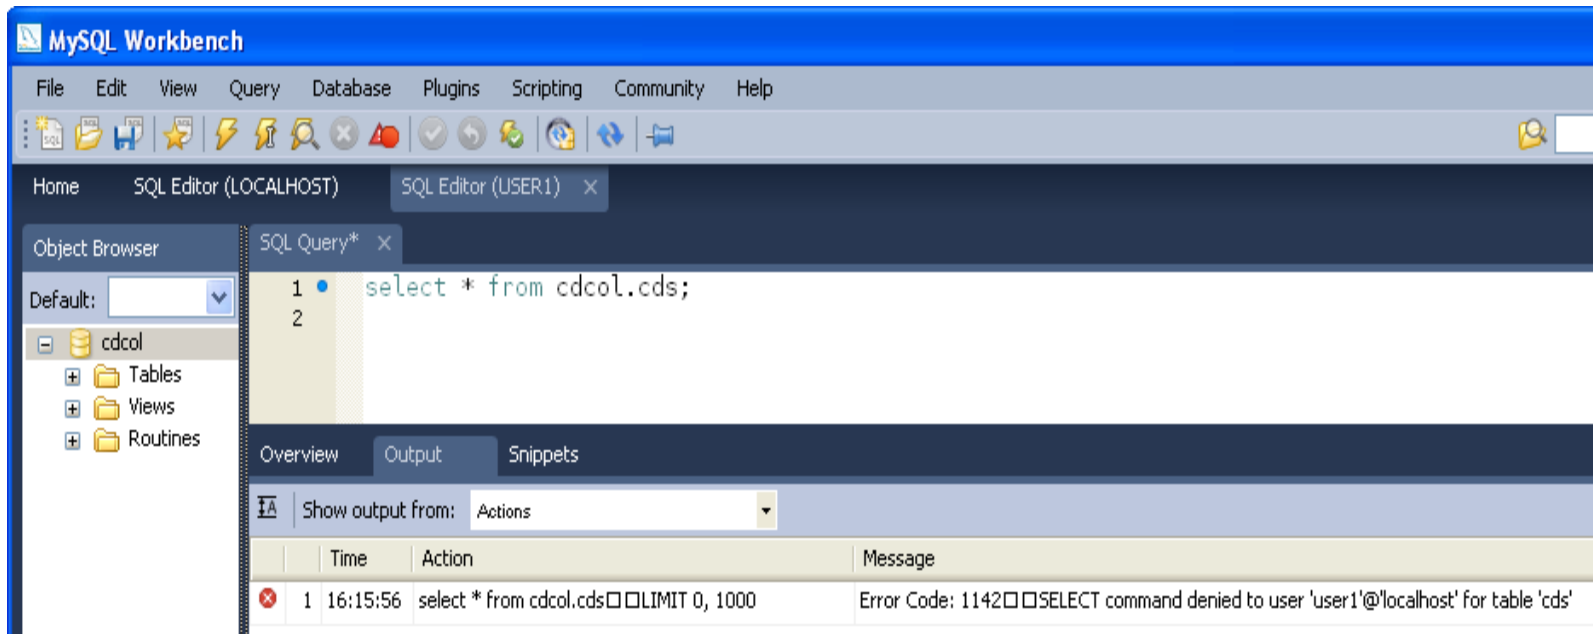 MySQL Workbench
File Edit View Query Database Plugins Scripting Community Help
Home SQL Editor (LOCALHOST) SQL Editor (USER1)
Object Browser
SQL Query*
Default:
1 select * from cdcol.cds;
2
cdcol
Tables
Views
Routines
Overview Output Snippets
Show output from: Actions
Time Action Message
1 16:15:56 select * from cdcol.cds□□LIMIT 0, 1000 Error Code: 1142□□SELECT command denied to user 'user1'@'localhost' for table 'cds'